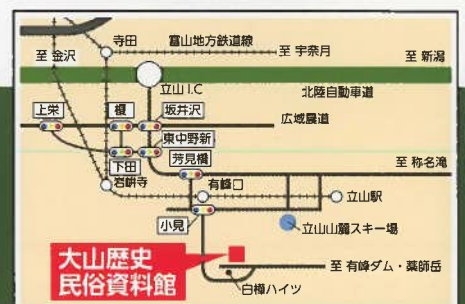 寺田
富山地方鉄道線
至 宇奈月
至 金沢
至 新潟
立山I.C
北陸自動車道
上栄
榎
坂井沢
広域農道
東中野新
下田
芳見橋
至 称名滝
岩峅寺
有峰口
立山駅
小見
立山山麓スキー場
大山歴史
民俗資料館
至 有峰ダム・薬師岳
白樺ハイツ